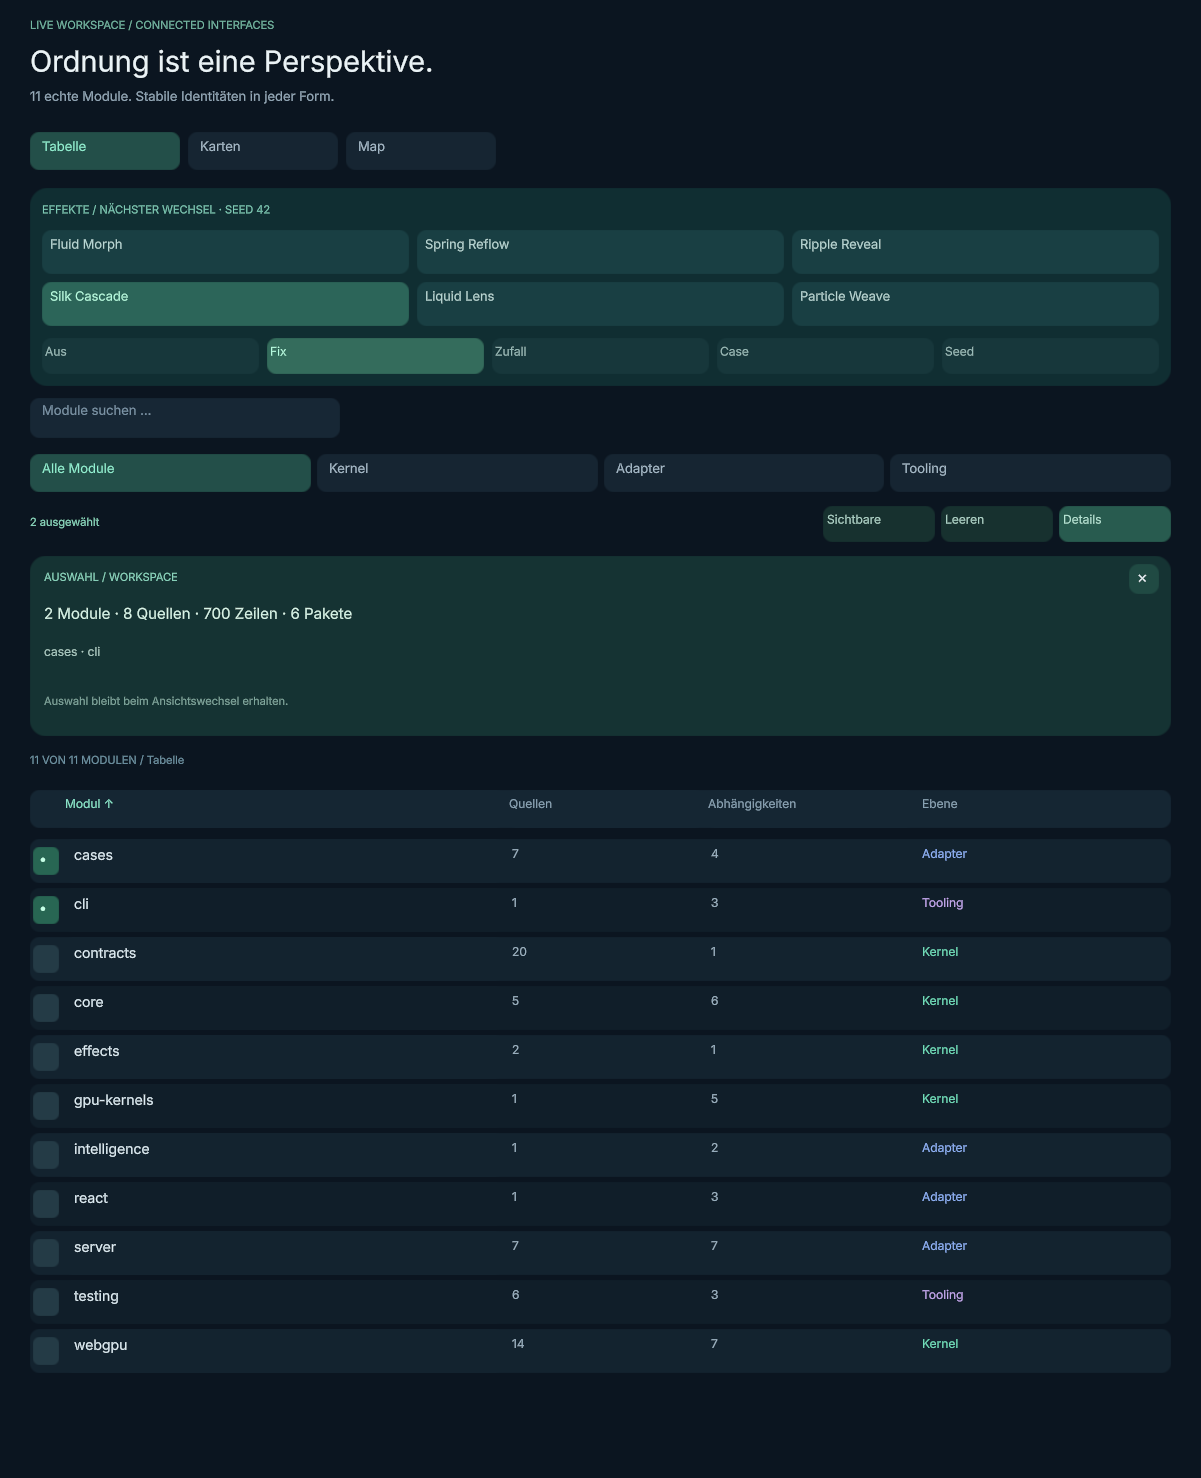 LIVE WORKSPACE / CONNECTED INTERFACES
Ordnung ist eine Perspektive.
11 echte Module. Stabile Identitäten in jeder Form.
Tabelle Karten Map
EFFEKTE / NÄCHSTER WECHSEL · SEED 42
Fluid Morph Spring Reflow Ripple Reveal
Silk Cascade Liquid Lens Particle Weave
Aus Fix Zufall Case Seed
Module suchen ...
Alle Module Kernel Adapter Tooling
2 ausgewählt Sichtbare Leeren Details
AUSWAHL / WORKSPACE ×
2 Module · 8 Quellen · 700 Zeilen · 6 Pakete
cases · cli
Auswahl bleibt beim Ansichtswechsel erhalten.
11 VON 11 MODULEN / Tabelle
Modul ↑ Quellen Abhängigkeiten Ebene
cases 7 4 Adapter
cli 1 3 Tooling
contracts 20 1 Kernel
core 5 6 Kernel
effects 2 1 Kernel
gpu-kernels 1 5 Kernel
intelligence 1 2 Adapter
react 1 3 Adapter
server 7 7 Adapter
testing 6 3 Tooling
webgpu 14 7 Kernel